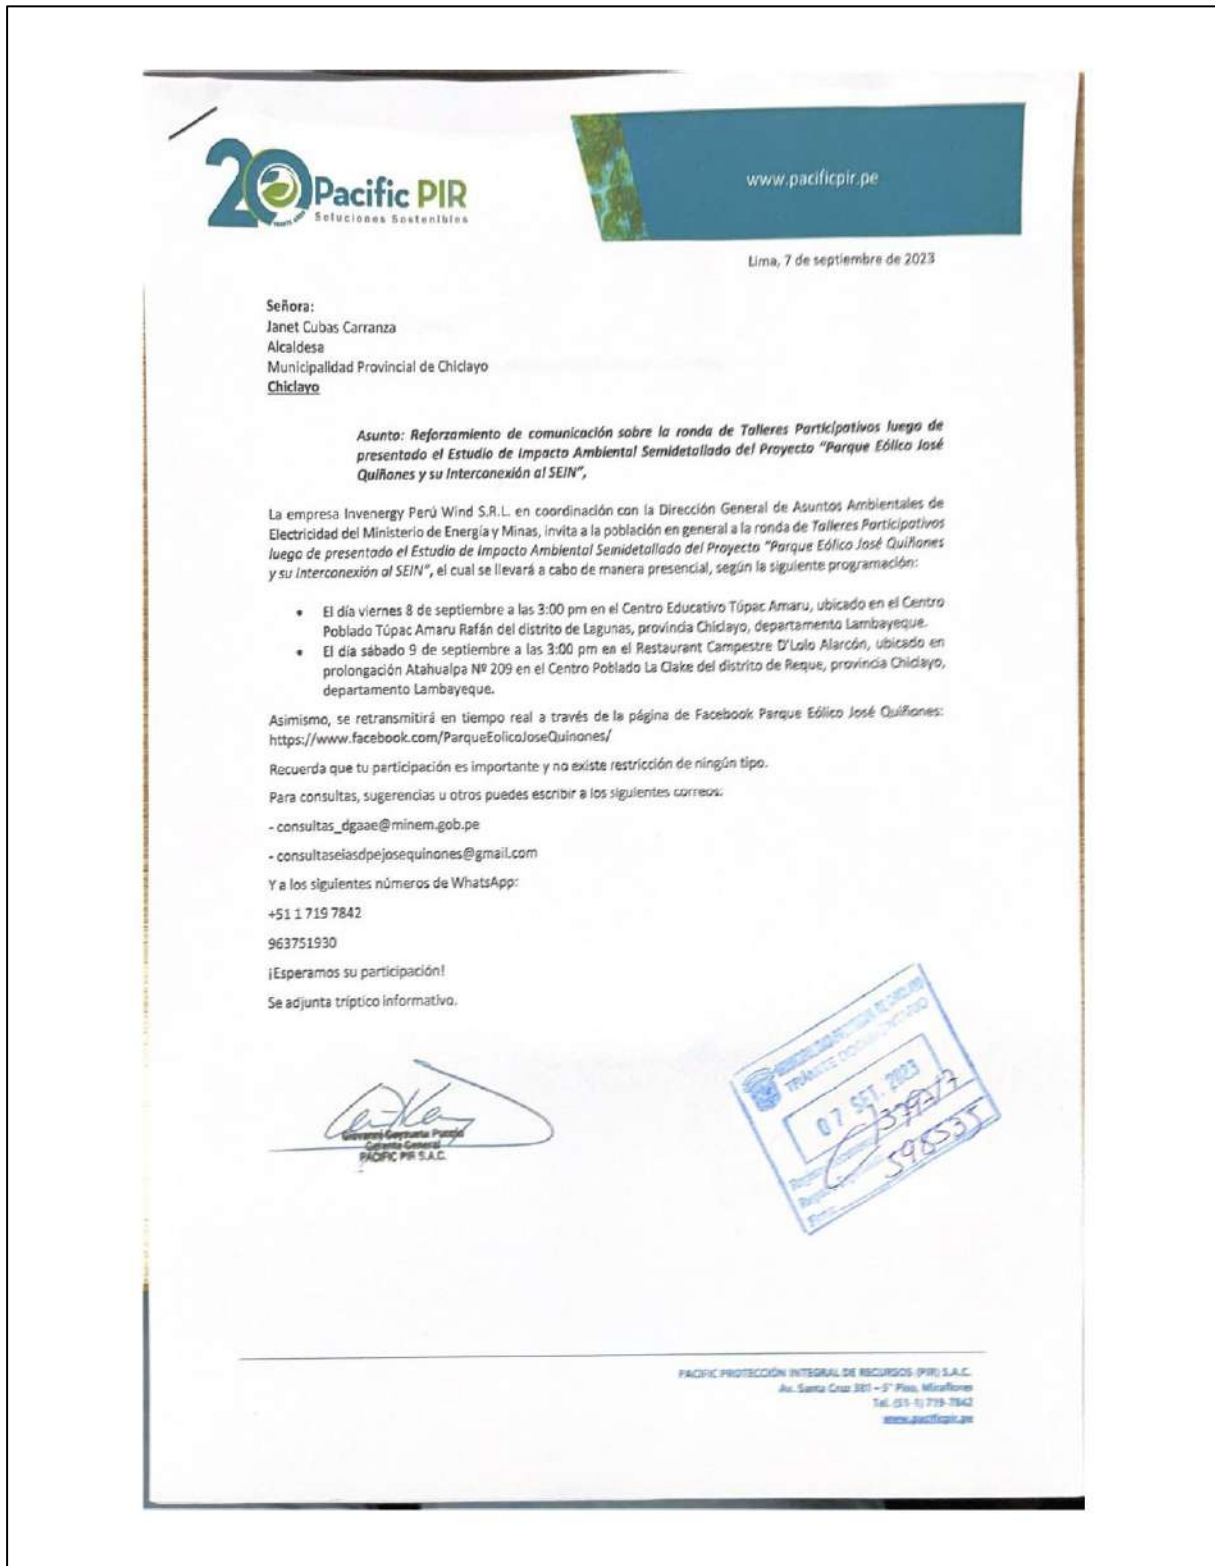 20 Pacific PIR
Soluciones Sostenibles
www.pacificpir.pe
Lima, 7 de septiembre de 2023
Señora:
Janet Cubas Carranza
Alcaldesa
Municipalidad Provincial de Chiclayo
Chiclayo
Asunto: Reforzamiento de comunicación sobre la ronda de Talleres Participativos luego de
presentado el Estudio de Impacto Ambiental Semidetallado del Proyecto "Parque Eólico José
Quiñones y su Interconexión al SEIN",
La empresa Invenergy Perú Wind S.R.L. en coordinación con la Dirección General de Asuntos Ambientales de
Electricidad del Ministerio de Energía y Minas, invita a la población en general a la ronda de Talleres Participativos
luego de presentado el Estudio de Impacto Ambiental Semidetallado del Proyecto "Parque Eólico José Quiñones
y su Interconexión al SEIN", el cual se llevará a cabo de manera presencial, según la siguiente programación:
• El día viernes 8 de septiembre a las 3:00 pm en el Centro Educativo Túpac Amaru, ubicado en el Centro
Poblado Túpac Amaru Rafán del distrito de Lagunas, provincia Chiclayo, departamento Lambayeque.
• El día sábado 9 de septiembre a las 3:00 pm en el Restaurant Campestre D'Lolo Alarcón, ubicado en
prolongación Atahualpa Nº 209 en el Centro Poblado La Clake del distrito de Reque, provincia Chiclayo,
departamento Lambayeque.
Asimismo, se retransmitirá en tiempo real a través de la página de Facebook Parque Eólico José Quiñones:
https://www.facebook.com/ParqueEolicoJoseQuinones/
Recuerda que tu participación es importante y no existe restricción de ningún tipo.
Para consultas, sugerencias u otros puedes escribir a los siguientes correos:
- consultas_dgaae@minem.gob.pe
- consultaseiasdpejosequinones@gmail.com
Y a los siguientes números de WhatsApp:
+51 1 719 7842
963751930
¡Esperamos su participación!
Se adjunta tríptico informativo.
Gerente General
PACIFIC PIR S.A.C.
MUNICIPALIDAD PROVINCIAL DE CHICLAYO
TRÁMITE DOCUMENTARIO
07 SET. 2023
598535
PACIFIC PROTECCIÓN INTEGRAL DE RECURSOS (PIR) S.A.C.
Av. Santa Cruz 381 – 5° Piso, Miraflores
Tel. (51-1) 719-7842
www.pacificpir.pe